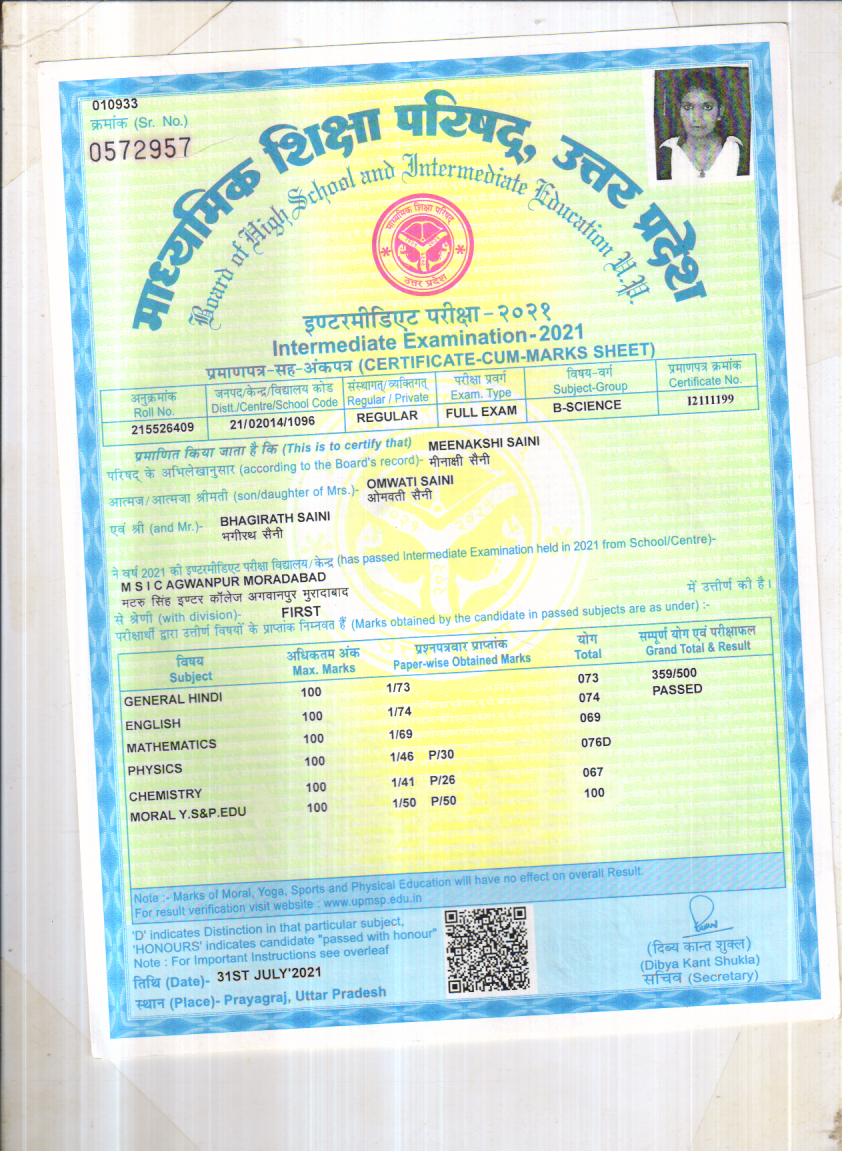 010933
क्रमांक (Sr. No.)
0572957
माध्यमिक शिक्षा परिषद्, उत्तर प्रदेश
Board of High School and Intermediate Education U.P.
माध्यमिक शिक्षा परिषद्
उत्तर प्रदेश
इण्टरमीडिएट परीक्षा - २०२१
Intermediate Examination-2021
प्रमाणपत्र-सह-अंकपत्र (CERTIFICATE-CUM-MARKS SHEET)
अनुक्रमांक जनपद/केन्द्र/विद्यालय कोड संस्थागत्/व्यक्तिगत् परीक्षा प्रवर्ग विषय-वर्ग प्रमाणपत्र क्रमांक
Roll No. Distt./Centre/School Code Regular / Private Exam. Type Subject-Group Certificate No.
215526409 21/02014/1096 REGULAR FULL EXAM B-SCIENCE I2111199
प्रमाणित किया जाता है कि (This is to certify that) MEENAKSHI SAINI
परिषद् के अभिलेखानुसार (according to the Board's record)- मीनाक्षी सैनी
आत्मज/आत्मजा श्रीमती (son/daughter of Mrs.)- OMWATI SAINI
ओमवती सैनी
एवं श्री (and Mr.)- BHAGIRATH SAINI
भगीरथ सैनी
ने वर्ष 2021 को इण्टरमीडिएट परीक्षा विद्यालय/केन्द्र (has passed Intermediate Examination held in 2021 from School/Centre)-
M S I C AGWANPUR MORADABAD
मटरु सिंह इण्टर कॉलेज अगवानपुर मुरादाबाद में उत्तीर्ण की है।
से श्रेणी (with division)- FIRST
परीक्षार्थी द्वारा उत्तीर्ण विषयों के प्राप्तांक निम्नवत हैं (Marks obtained by the candidate in passed subjects are as under) :-
विषय अधिकतम अंक प्रश्नपत्रवार प्राप्तांक योग सम्पूर्ण योग एवं परीक्षाफल
Subject Max. Marks Paper-wise Obtained Marks Total Grand Total & Result
GENERAL HINDI 100 1/73 073 359/500
ENGLISH 100 1/74 074 PASSED
MATHEMATICS 100 1/69 069
PHYSICS 100 1/46 P/30 076D
CHEMISTRY 100 1/41 P/26 067
MORAL Y.S&P.EDU 100 1/50 P/50 100
Note :- Marks of Moral, Yoga, Sports and Physical Education will have no effect on overall Result.
For result verification visit website : www.upmsp.edu.in
'D' indicates Distinction in that particular subject,
'HONOURS' indicates candidate "passed with honour"
Note : For Important Instructions see overleaf
तिथि (Date)- 31ST JULY'2021
स्थान (Place)- Prayagraj, Uttar Pradesh
(दिब्य कान्त शुक्ल)
(Dibya Kant Shukla)
सचिव (Secretary)